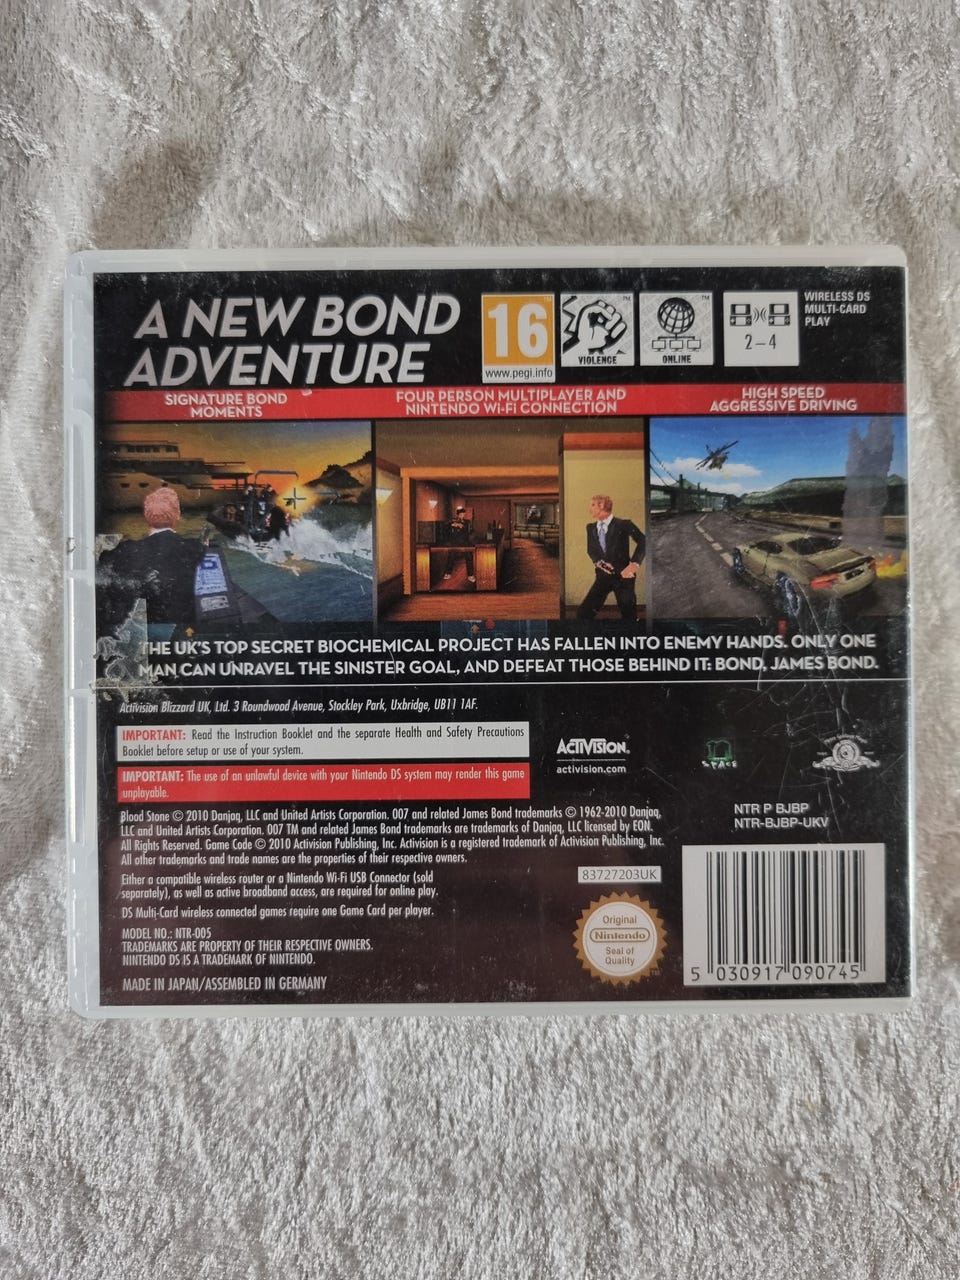 A NEW BOND
ADVENTURE
16
www.pegi.info
VIOLENCE
TM
ONLINE
TM
2-4
WIRELESS DS
MULTI-CARD
PLAY
SIGNATURE BOND
MOMENTS
FOUR PERSON MULTIPLAYER AND
NINTENDO Wi-Fi CONNECTION
HIGH SPEED
AGGRESSIVE DRIVING
THE UK'S TOP SECRET BIOCHEMICAL PROJECT HAS FALLEN INTO ENEMY HANDS. ONLY ONE
MAN CAN UNRAVEL THE SINISTER GOAL, AND DEFEAT THOSE BEHIND IT: BOND, JAMES BOND.
Activision Blizzard UK, Ltd. 3 Roundwood Avenue, Stockley Park, Uxbridge, UB11 1AF.
IMPORTANT: Read the Instruction Booklet and the separate Health and Safety Precautions
Booklet before setup or use of your system.
IMPORTANT: The use of an unlawful device with your Nintendo DS system may render this game
unplayable.
ACTIVISION.
activision.com
SPACE
Blood Stone © 2010 Danjaq, LLC and United Artists Corporation. 007 and related James Bond trademarks © 1962-2010 Danjaq,
LLC and United Artists Corporation. 007 TM and related James Bond trademarks are trademarks of Danjaq, LLC licensed by EON.
All Rights Reserved. Game Code © 2010 Activision Publishing, Inc. Activision is a registered trademark of Activision Publishing, Inc.
All other trademarks and trade names are the properties of their respective owners.
NTR P BJBP
NTR-BJBP-UKV
Either a compatible wireless router or a Nintendo Wi-Fi USB Connector (sold
separately), as well as active broadband access, are required for online play.
DS Multi-Card wireless connected games require one Game Card per player.
83727203UK
MODEL NO.: NTR-005
TRADEMARKS ARE PROPERTY OF THEIR RESPECTIVE OWNERS.
NINTENDO DS IS A TRADEMARK OF NINTENDO.
MADE IN JAPAN/ASSEMBLED IN GERMANY
Original
Nintendo
Seal of
Quality
TM
5 030917 090745